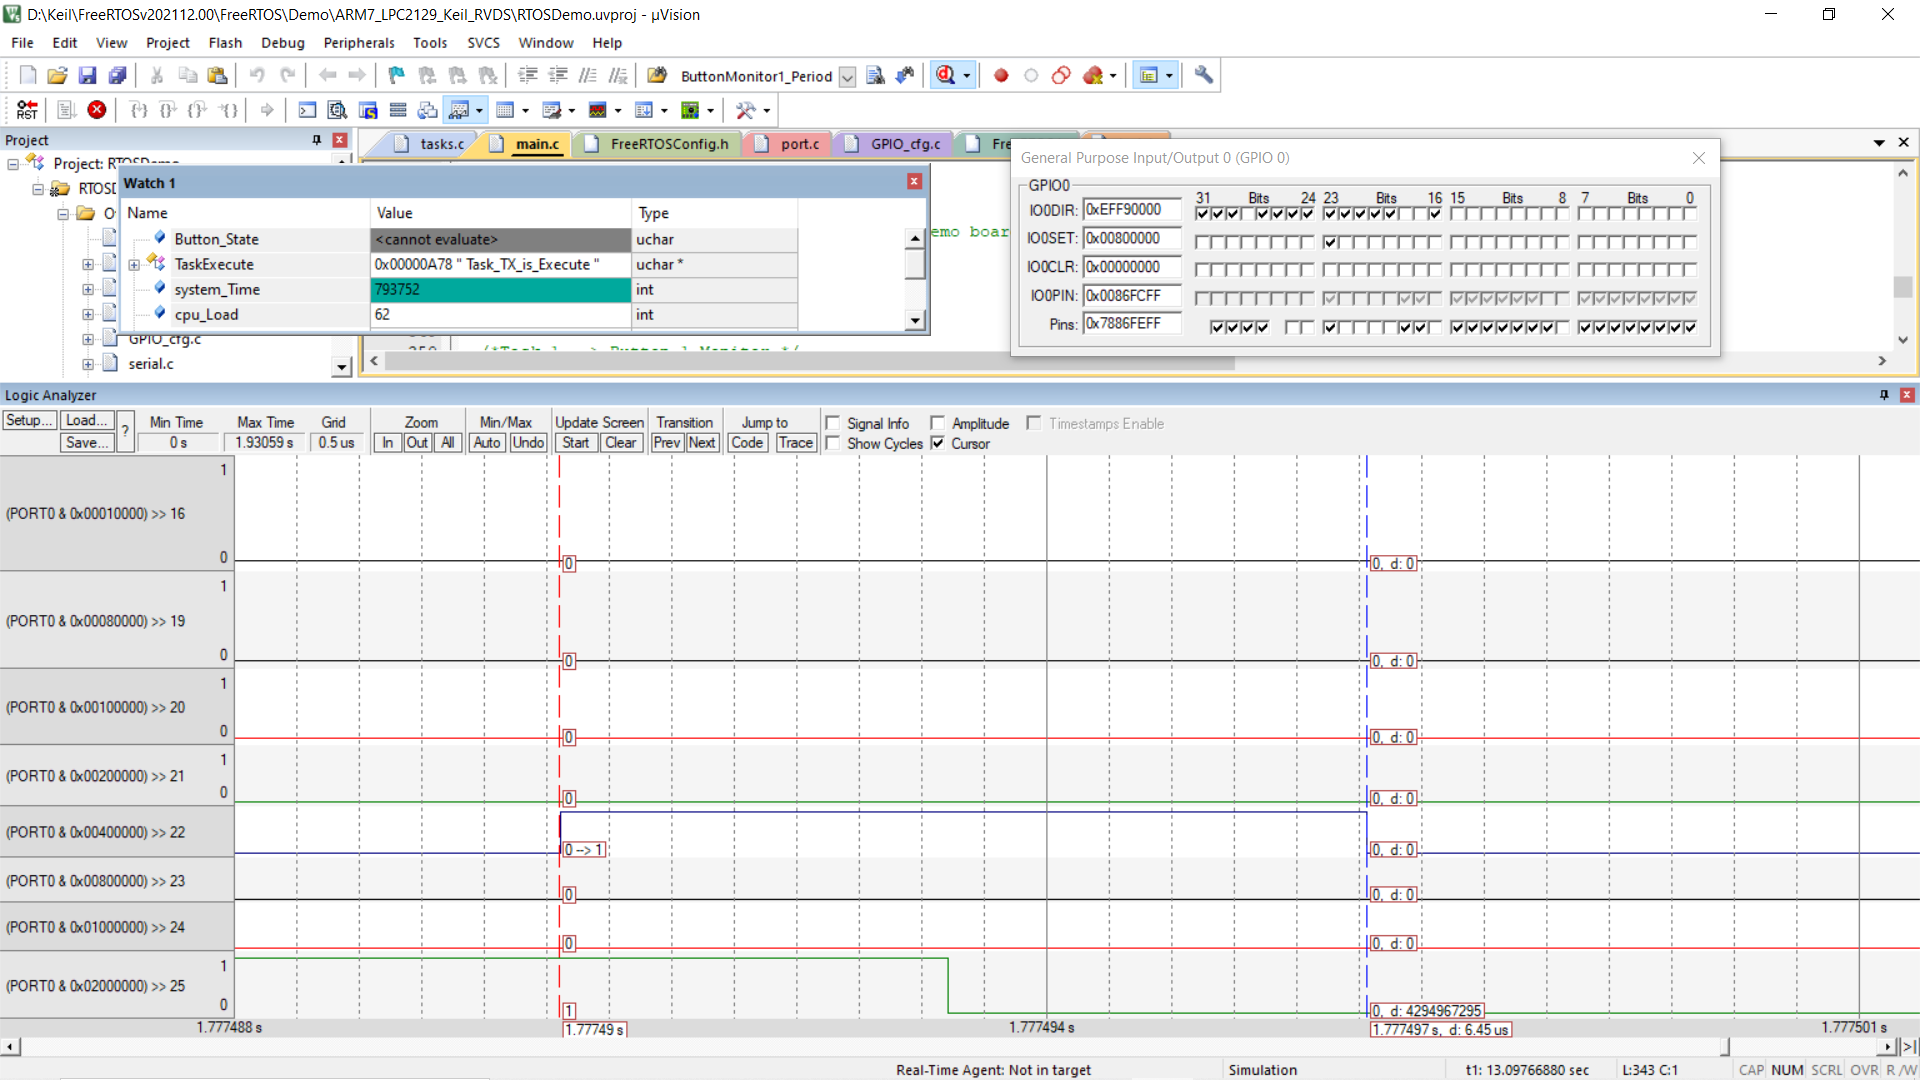 D:\Keil\FreeRTOSv202112.00\FreeRTOS\Demo\ARM7_LPC2129_Keil_RVDS\RTOSDemo.uvproj - µVision
File Edit View Project Flash Debug Peripherals Tools SVCS Window Help
ButtonMonitor1_Period
RST
Project
tasks.c main.c FreeRTOSConfig.h port.c GPIO_cfg.c Fre
Project: RTOSDemo
RTOSD
GPIO_cfg.c
serial.c
Watch 1
Name Value Type
Button_State <cannot evaluate> uchar
TaskExecute 0x00000A78 " Task_TX_is_Execute " uchar *
system_Time 793752 int
cpu_Load 62 int
emo boar
General Purpose Input/Output 0 (GPIO 0)
GPIO0
31 Bits 24 23 Bits 16 15 Bits 8 7 Bits 0
IO0DIR: 0xEFF90000
IO0SET: 0x00800000
IO0CLR: 0x00000000
IO0PIN: 0x0086FCFF
Pins: 0x7886FEFF
Logic Analyzer
Setup... Load... Save... ?
Min Time 0 s
Max Time 1.93059 s
Grid 0.5 us
Zoom In Out All
Min/Max Auto Undo
Update Screen Start Clear
Transition Prev Next
Jump to Code Trace
Signal Info Amplitude Timestamps Enable
Show Cycles Cursor
1
(PORT0 & 0x00010000) >> 16
0 0 0, d: 0
1
(PORT0 & 0x00080000) >> 19
0 0 0, d: 0
1
(PORT0 & 0x00100000) >> 20
0 0 0, d: 0
1
(PORT0 & 0x00200000) >> 21
0 0 0, d: 0
(PORT0 & 0x00400000) >> 22
0 --> 1 0, d: 0
(PORT0 & 0x00800000) >> 23
0 0, d: 0
(PORT0 & 0x01000000) >> 24
0 0, d: 0
1
(PORT0 & 0x02000000) >> 25
0 1 0, d: 4294967295
1.777488 s 1.77749 s 1.777494 s 1.777497 s, d: 6.45 us 1.777501 s
Real-Time Agent: Not in target Simulation t1: 13.09766880 sec L:343 C:1 CAP NUM SCRL OVR R/W